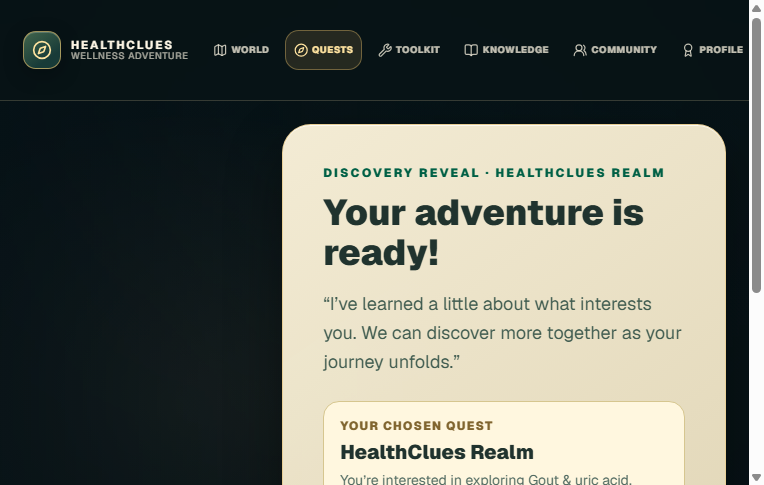 HEALTHCLUES
WELLNESS ADVENTURE
WORLD
QUESTS
TOOLKIT
KNOWLEDGE
COMMUNITY
PROFILE
DISCOVERY REVEAL · HEALTHCLUES REALM
Your adventure is
ready!
“I’ve learned a little about what interests
you. We can discover more together as your
journey unfolds.”
YOUR CHOSEN QUEST
HealthClues Realm
You’re interested in exploring Gout & uric acid.